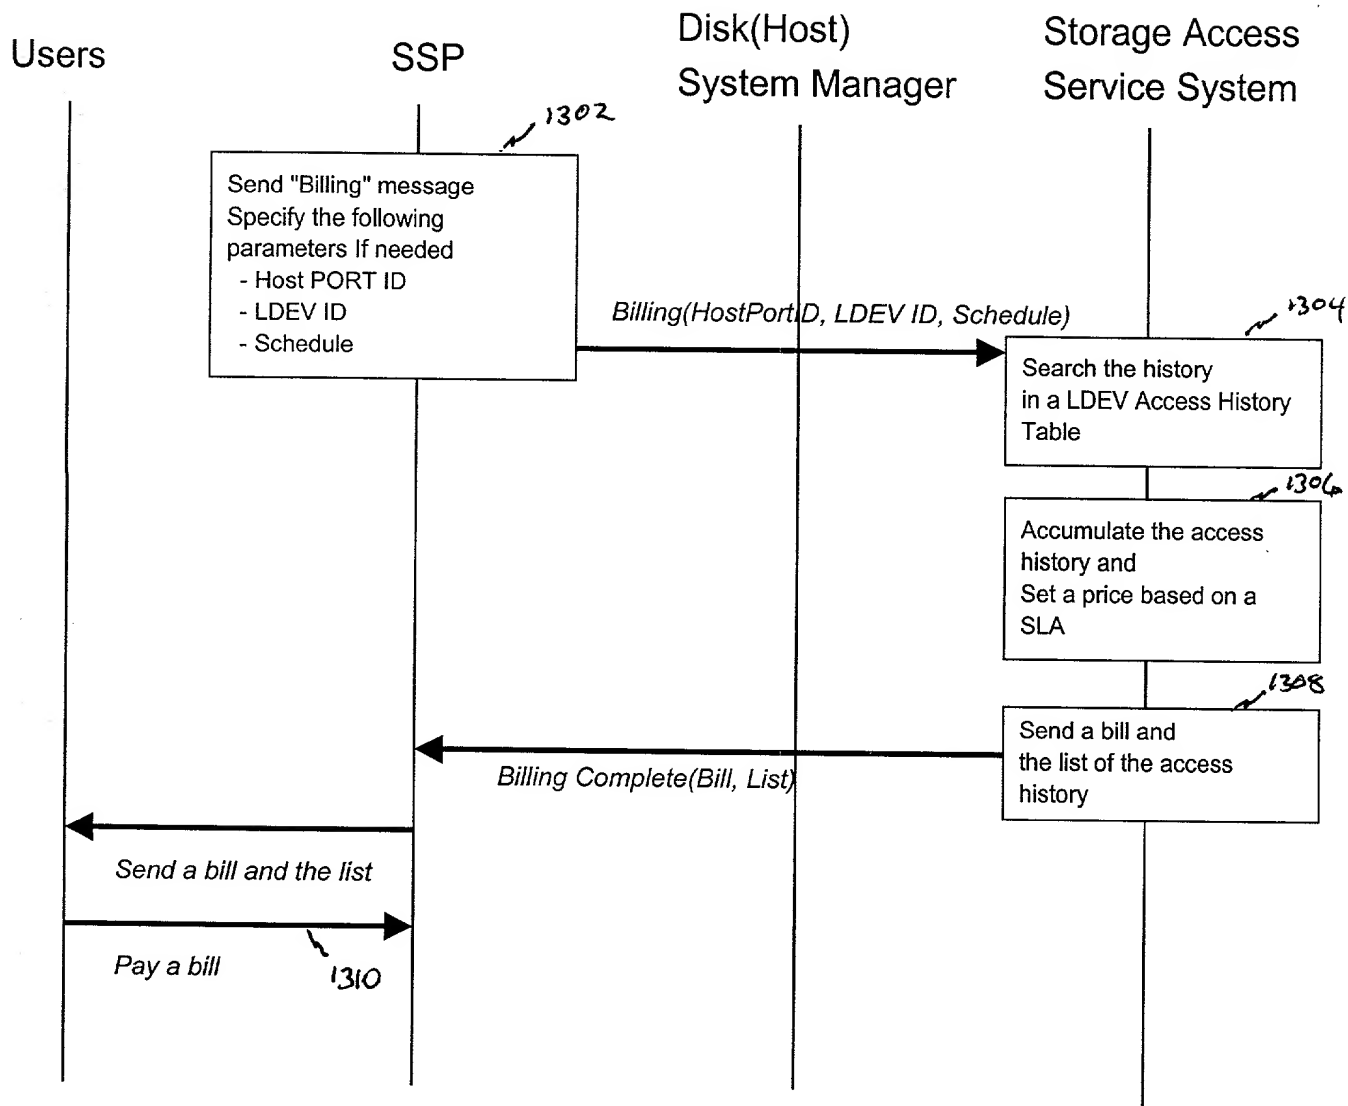 Users
SSP
Disk(Host)
System Manager
Storage Access
Service System
1302
Send "Billing" message
Specify the following
parameters If needed
- Host PORT ID
- LDEV ID
- Schedule
Billing(HostPortID, LDEV ID, Schedule)
1304
Search the history
in a LDEV Access History
Table
1306
Accumulate the access
history and
Set a price based on a
SLA
1308
Send a bill and
the list of the access
history
Billing Complete(Bill, List)
Send a bill and the list
Pay a bill
1310